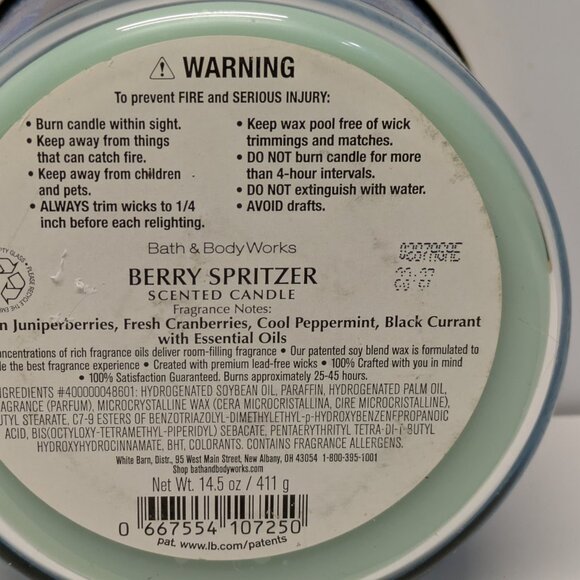 ⚠ WARNING
To prevent FIRE and SERIOUS INJURY:
• Burn candle within sight.
• Keep away from things
that can catch fire.
• Keep away from children
and pets.
• ALWAYS trim wicks to 1/4
inch before each relighting.
• Keep wax pool free of wick
trimmings and matches.
• DO NOT burn candle for more
than 4-hour intervals.
• DO NOT extinguish with water.
• AVOID drafts.
Bath & Body Works
BERRY SPRITZER
SCENTED CANDLE
Fragrance Notes:
Juniperberries, Fresh Cranberries, Cool Peppermint, Black Currant
with Essential Oils
concentrations of rich fragrance oils deliver room-filling fragrance • Our patented soy blend wax is formulated to
the best fragrance experience • Created with premium lead-free wicks • 100% Crafted with you in mind
• 100% Satisfaction Guaranteed. Burns approximately 25-45 hours.
INGREDIENTS #400000048601: HYDROGENATED SOYBEAN OIL, PARAFFIN, HYDROGENATED PALM OIL,
FRAGRANCE (PARFUM), MICROCRYSTALLINE WAX (CERA MICROCRISTALLINA, CIRE MICROCRISTALLINE),
BUTYL STEARATE, C7-9 ESTERS OF BENZOTRIAZOLYL-DIMETHYLETHYL-p-HYDROXYBENZENEPROPANOIC
ACID, BIS(OCTYLOXY-TETRAMETHYL-PIPERIDYL) SEBACATE, PENTAERYTHRITYL TETRA-DI-t-BUTYL
HYDROXYHYDROCINNAMATE, BHT, COLORANTS. CONTAINS FRAGRANCE ALLERGENS.
White Barn, Distr., 95 West Main Street, New Albany, OH 43054 1-800-395-1001
Shop bathandbodyworks.com
Net Wt. 14.5 oz / 411 g
0 667554 107250
pat. www.lb.com/patents